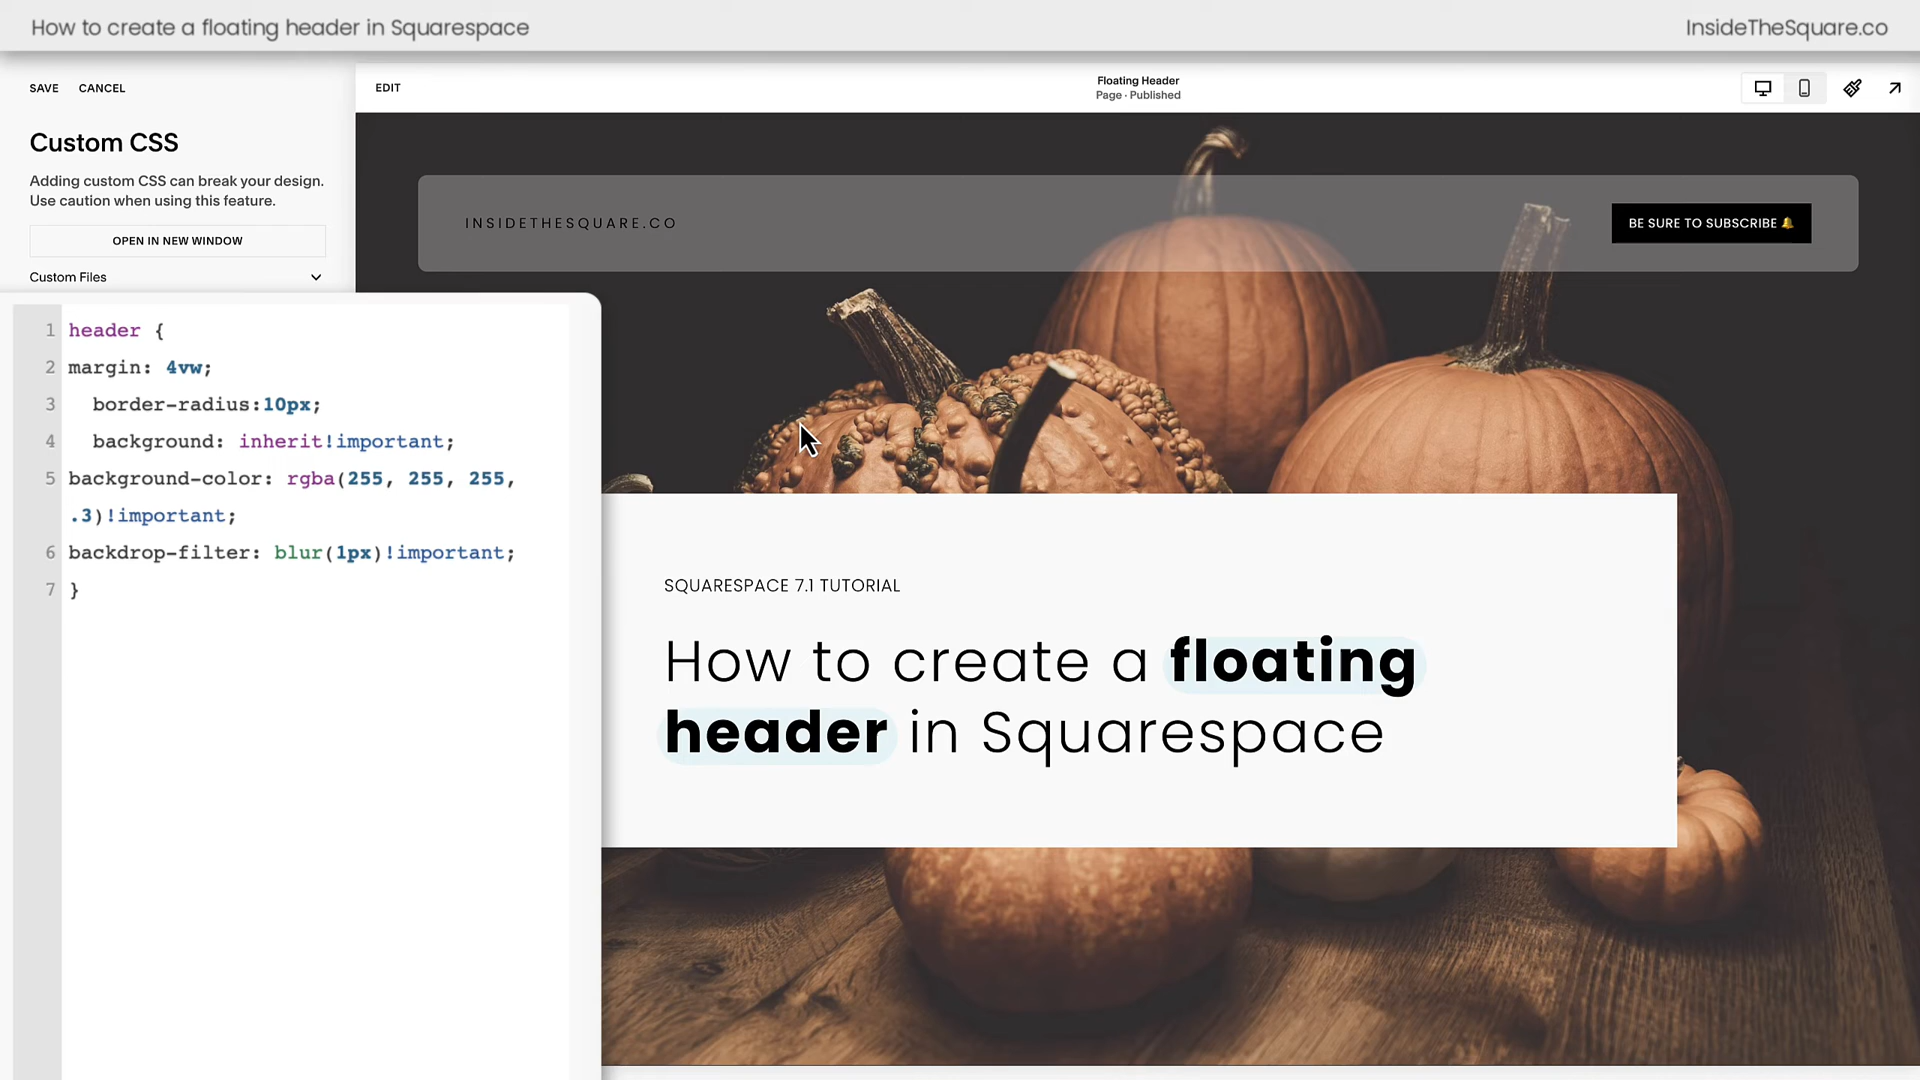 How to create a floating header in Squarespace
InsideTheSquare.co
SAVE CANCEL
EDIT
Floating Header
Page · Published
Custom CSS
Adding custom CSS can break your design.
Use caution when using this feature.
OPEN IN NEW WINDOW
Custom Files
INSIDETHESQUARE.CO
BE SURE TO SUBSCRIBE 🔔
1 header {
2 margin: 4vw;
3 border-radius:10px;
4 background: inherit!important;
5 background-color: rgba(255, 255, 255,
.3)!important;
6 backdrop-filter: blur(1px)!important;
7 }
SQUARESPACE 7.1 TUTORIAL
How to create a floating
header in Squarespace